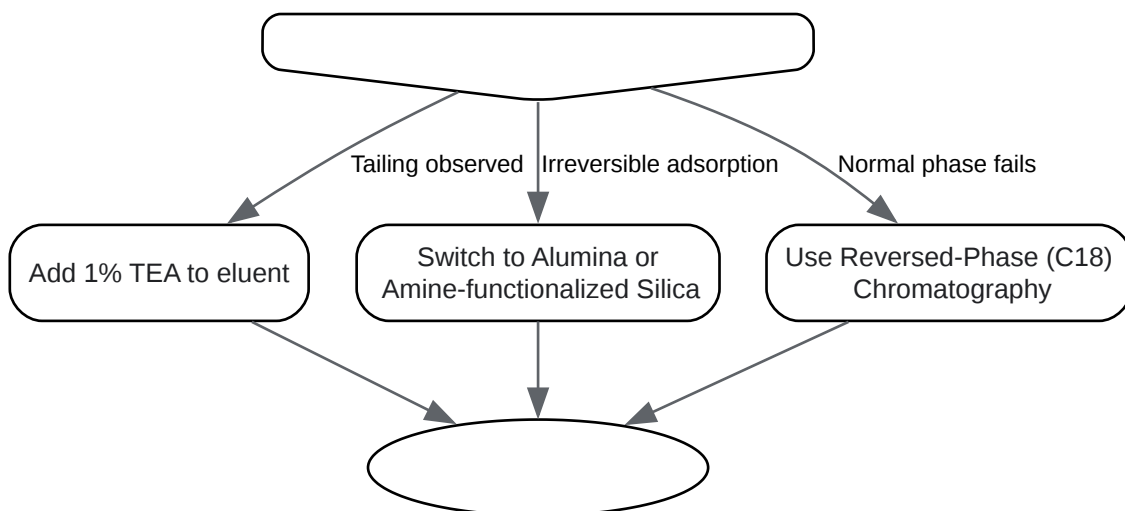 Tailing observed
Irreversible adsorption
Normal phase fails
Add 1% TEA to eluent
Switch to Alumina or
Amine-functionalized Silica
Use Reversed-Phase (C18)
Chromatography